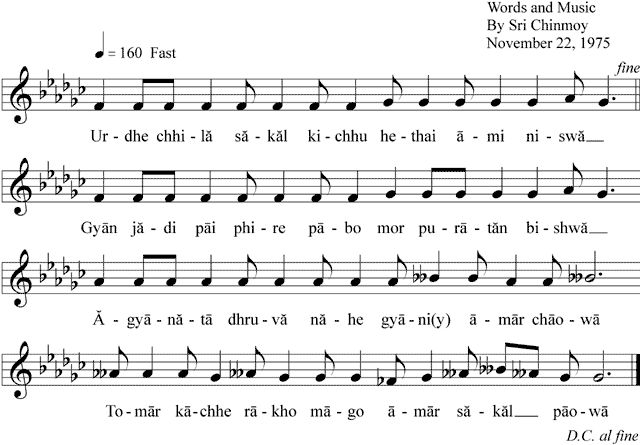 Words and Music
By Sri Chinmoy
November 22, 1975
= 160 Fast
fine
Ur - dhe chhi - lă să - kăl ki - chhu he - thai ā - mi ni - swă
Gyān jă - di pāi phi - re pā - bo mor pu - rā - tăn bi - shwă
Ă - gyā - nă - tā dhru - vă nă - he gyāni(y) ā - mār chāo - wā
To - mār kā - chhe rā - kho mā - go ā - mār să - kăl pāo - wā
D.C. al fine